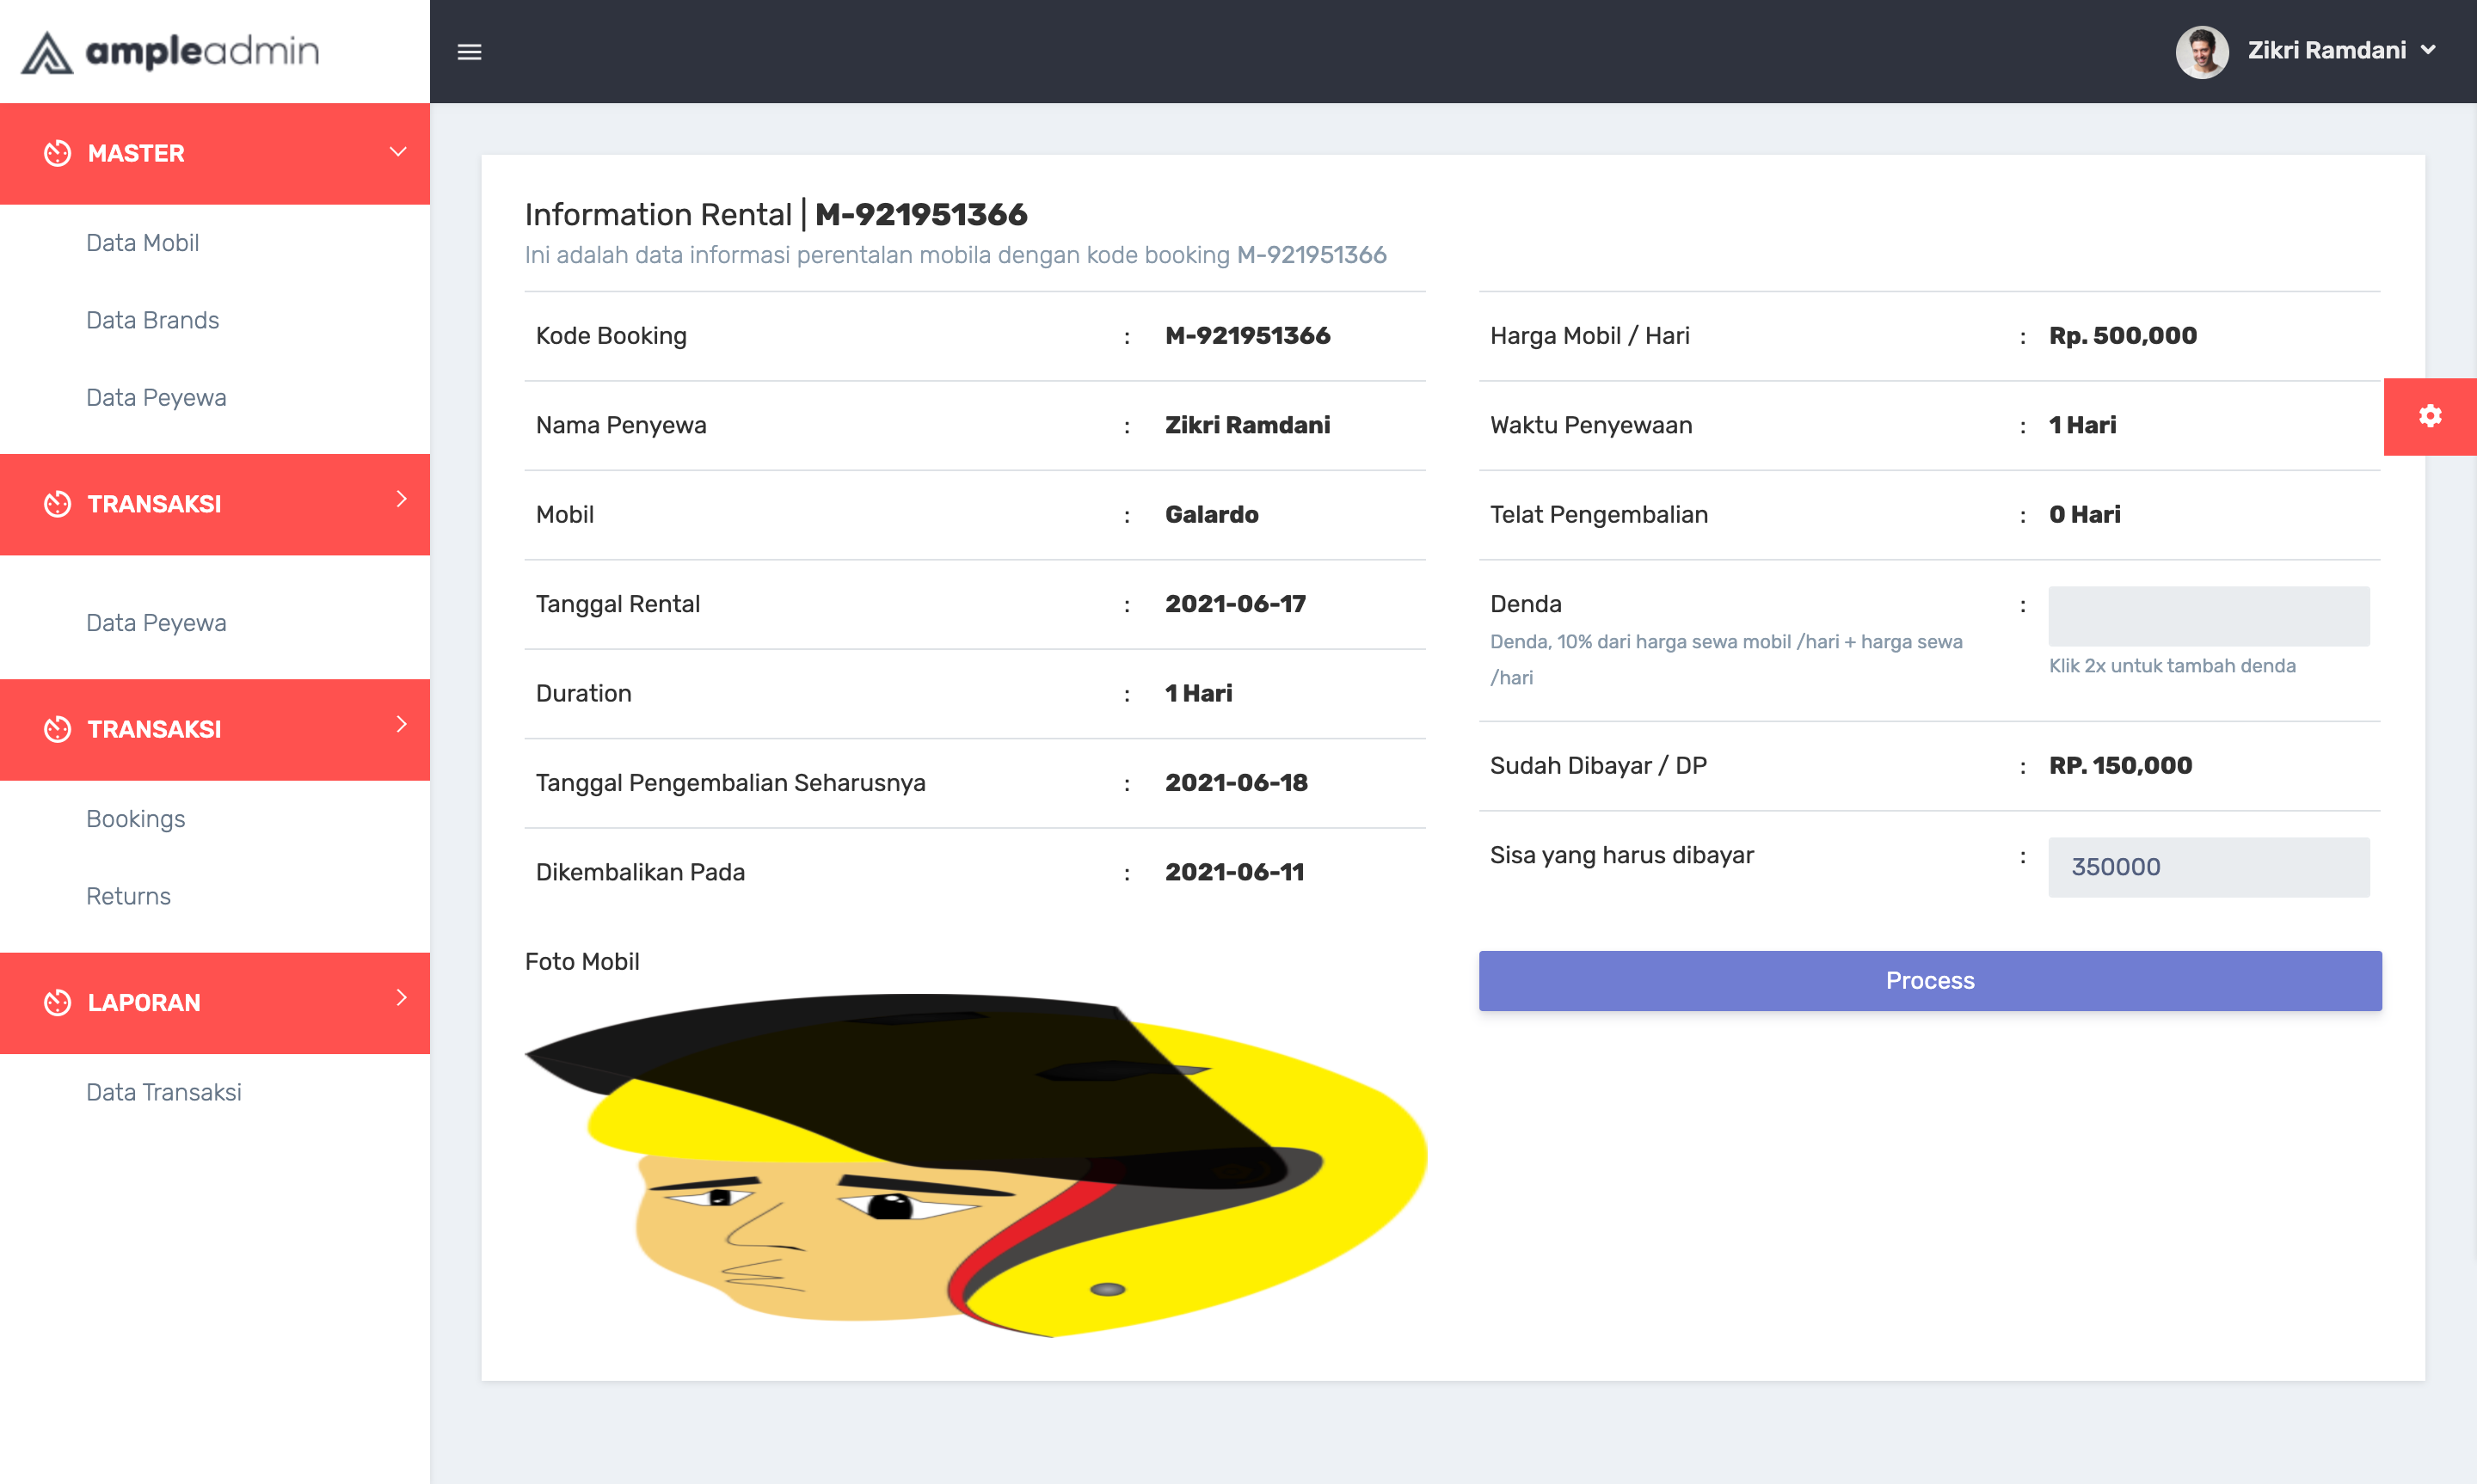 ampleadmin
Zikri Ramdani
MASTER
Data Mobil
Data Brands
Data Peyewa
TRANSAKSI
Data Peyewa
TRANSAKSI
Bookings
Returns
LAPORAN
Data Transaksi
Information Rental | M-921951366
Ini adalah data informasi perentalan mobila dengan kode booking M-921951366
Kode Booking : M-921951366
Nama Penyewa : Zikri Ramdani
Mobil : Galardo
Tanggal Rental : 2021-06-17
Duration : 1 Hari
Tanggal Pengembalian Seharusnya : 2021-06-18
Dikembalikan Pada : 2021-06-11
Foto Mobil
Harga Mobil / Hari : Rp. 500,000
Waktu Penyewaan : 1 Hari
Telat Pengembalian : 0 Hari
Denda :
Denda, 10% dari harga sewa mobil /hari + harga sewa
/hari
Klik 2x untuk tambah denda
Sudah Dibayar / DP : RP. 150,000
Sisa yang harus dibayar : 350000
Process